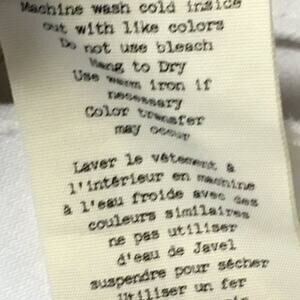 Machine wash cold inside
out with like colors
Do not use bleach
Hang to Dry
Use warm iron if
necessary
Color transfer
may occur
Laver le vêtement à
l'intérieur en machine
à l'eau froide avec des
couleurs similaires
ne pas utiliser
d'eau de Javel
suspendre pour sécher
Utiliser un fer